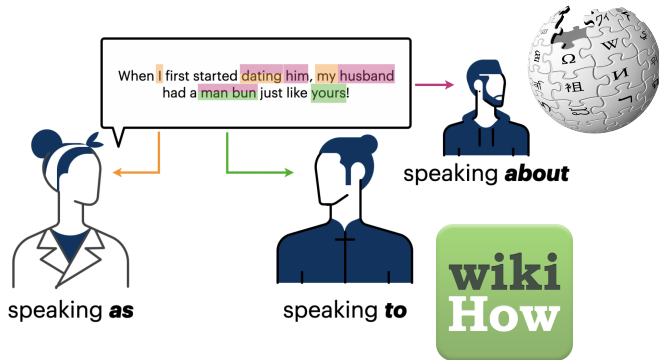 When I first started dating him, my husband
had a man bun just like yours!
speaking about
speaking as
speaking to
wiki
How
Ω
W
И
祖